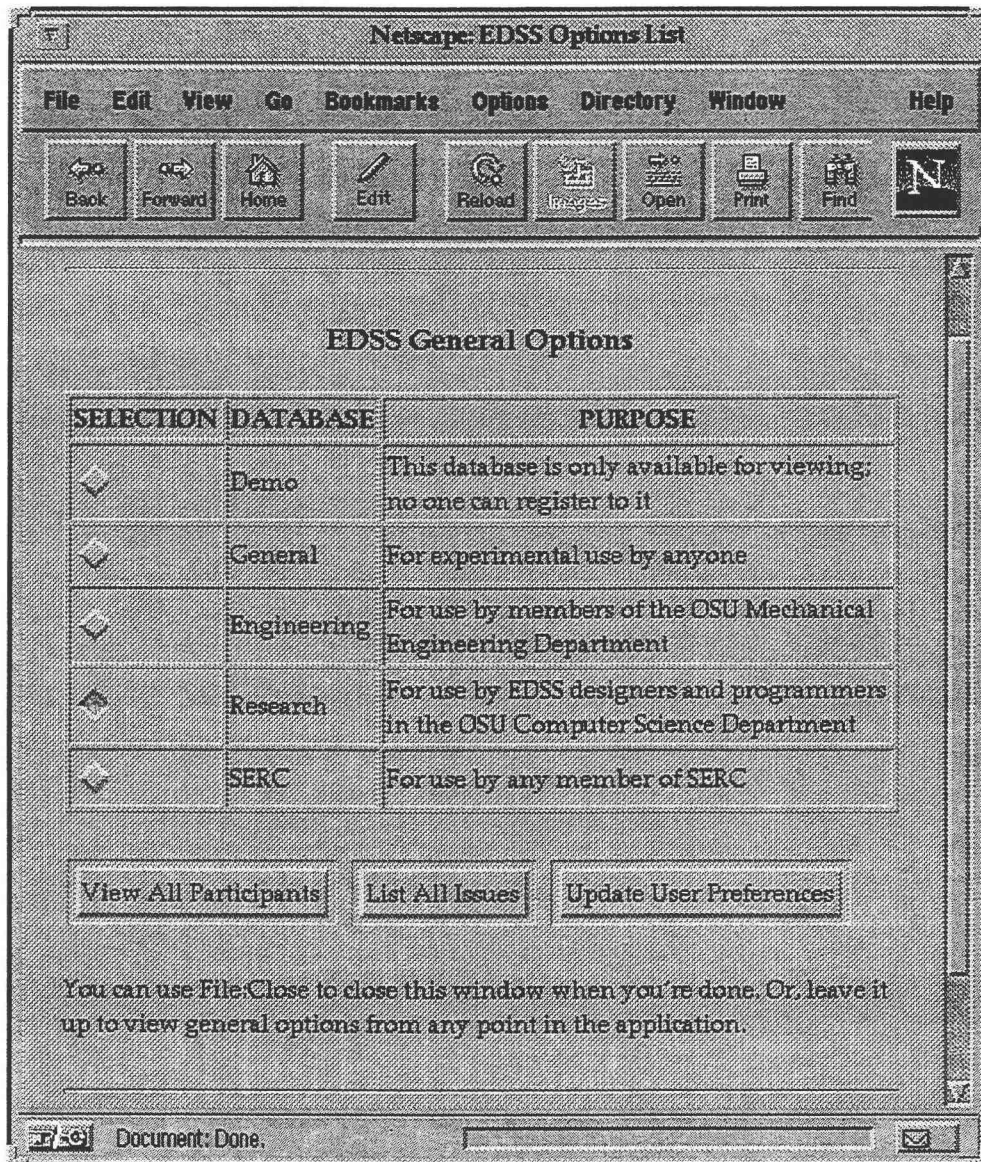 Netscape: EDSS Options List
File Edit View Go Bookmarks Options Directory Window Help
Back Forward Home Edit Reload Images Open Print Find N
EDSS General Options
SELECTION DATABASE PURPOSE
Demo This database is only available for viewing;
no one can register to it
General For experimental use by anyone
Engineering For use by members of the OSU Mechanical
Engineering Department
Research For use by EDSS designers and programmers
in the OSU Computer Science Department
SERC For use by any member of SERC
View All Participants List All Issues Update User Preferences
You can use File:Close to close this window when you're done. Or, leave it
up to view general options from any point in the application.
Document: Done.